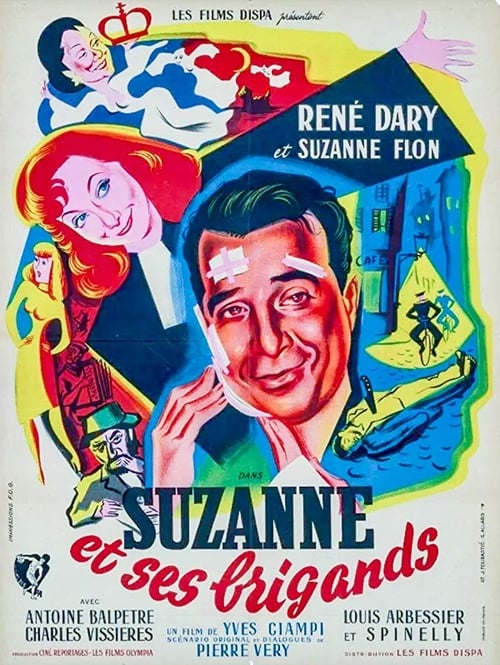 LES FILMS DISPA présentent
RENÉ DARY
et SUZANNE FLON
CAFE
DANS
SUZANNE
et ses brigands
AVEC
ANTOINE BALPETRE
CHARLES VISSIERES
UN FILM DE YVES CIAMPI
SCÉNARIO ORIGINAL ET DIALOGUES DE
PIERRE VERY
LOUIS ARBESSIER
ET SPINELLY
PRODUCTION CINÉ REPORTAGES - LES FILMS OLYMPIA
DISTRIBUTION LES FILMS DISPA